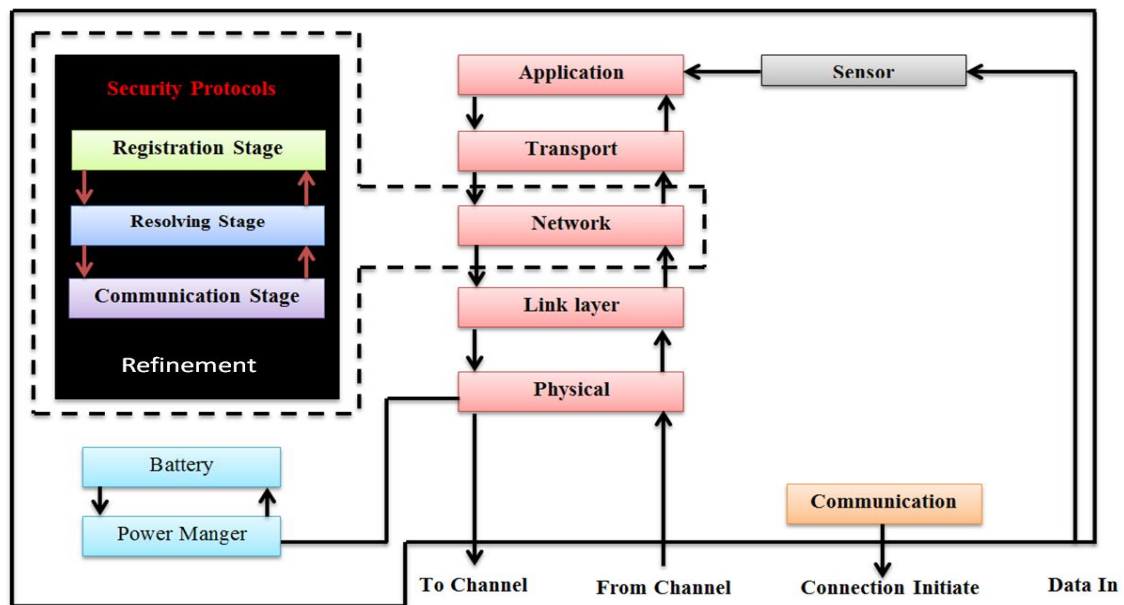 Security Protocols
Registration Stage
Resolving Stage
Communication Stage
Refinement
Application
Sensor
Transport
Network
Link layer
Physical
Battery
Power Manger
Communication
To Channel
From Channel
Connection Initiate
Data In